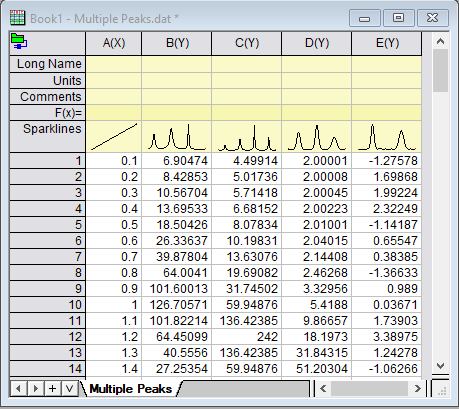 Book1 - Multiple Peaks.dat *
A(X) B(Y) C(Y) D(Y) E(Y)
Long Name
Units
Comments
F(x)=
Sparklines
1 0.1 6.90474 4.49914 2.00001 -1.27578
2 0.2 8.42853 5.01736 2.00008 1.69868
3 0.3 10.56704 5.71418 2.00045 1.99224
4 0.4 13.69533 6.68152 2.00223 2.32249
5 0.5 18.50426 8.07834 2.01001 -1.14187
6 0.6 26.33637 10.19831 2.04015 0.65547
7 0.7 39.87804 13.63076 2.14408 0.38385
8 0.8 64.0041 19.69082 2.46268 -1.36633
9 0.9 101.60013 31.74502 3.32956 0.989
10 1 126.70571 59.94876 5.4188 0.03671
11 1.1 101.82214 136.42385 9.86657 1.73903
12 1.2 64.45099 242 18.1973 3.38975
13 1.3 40.5556 136.42385 31.84315 1.24278
14 1.4 27.25354 59.94876 51.20304 -1.06266
Multiple Peaks